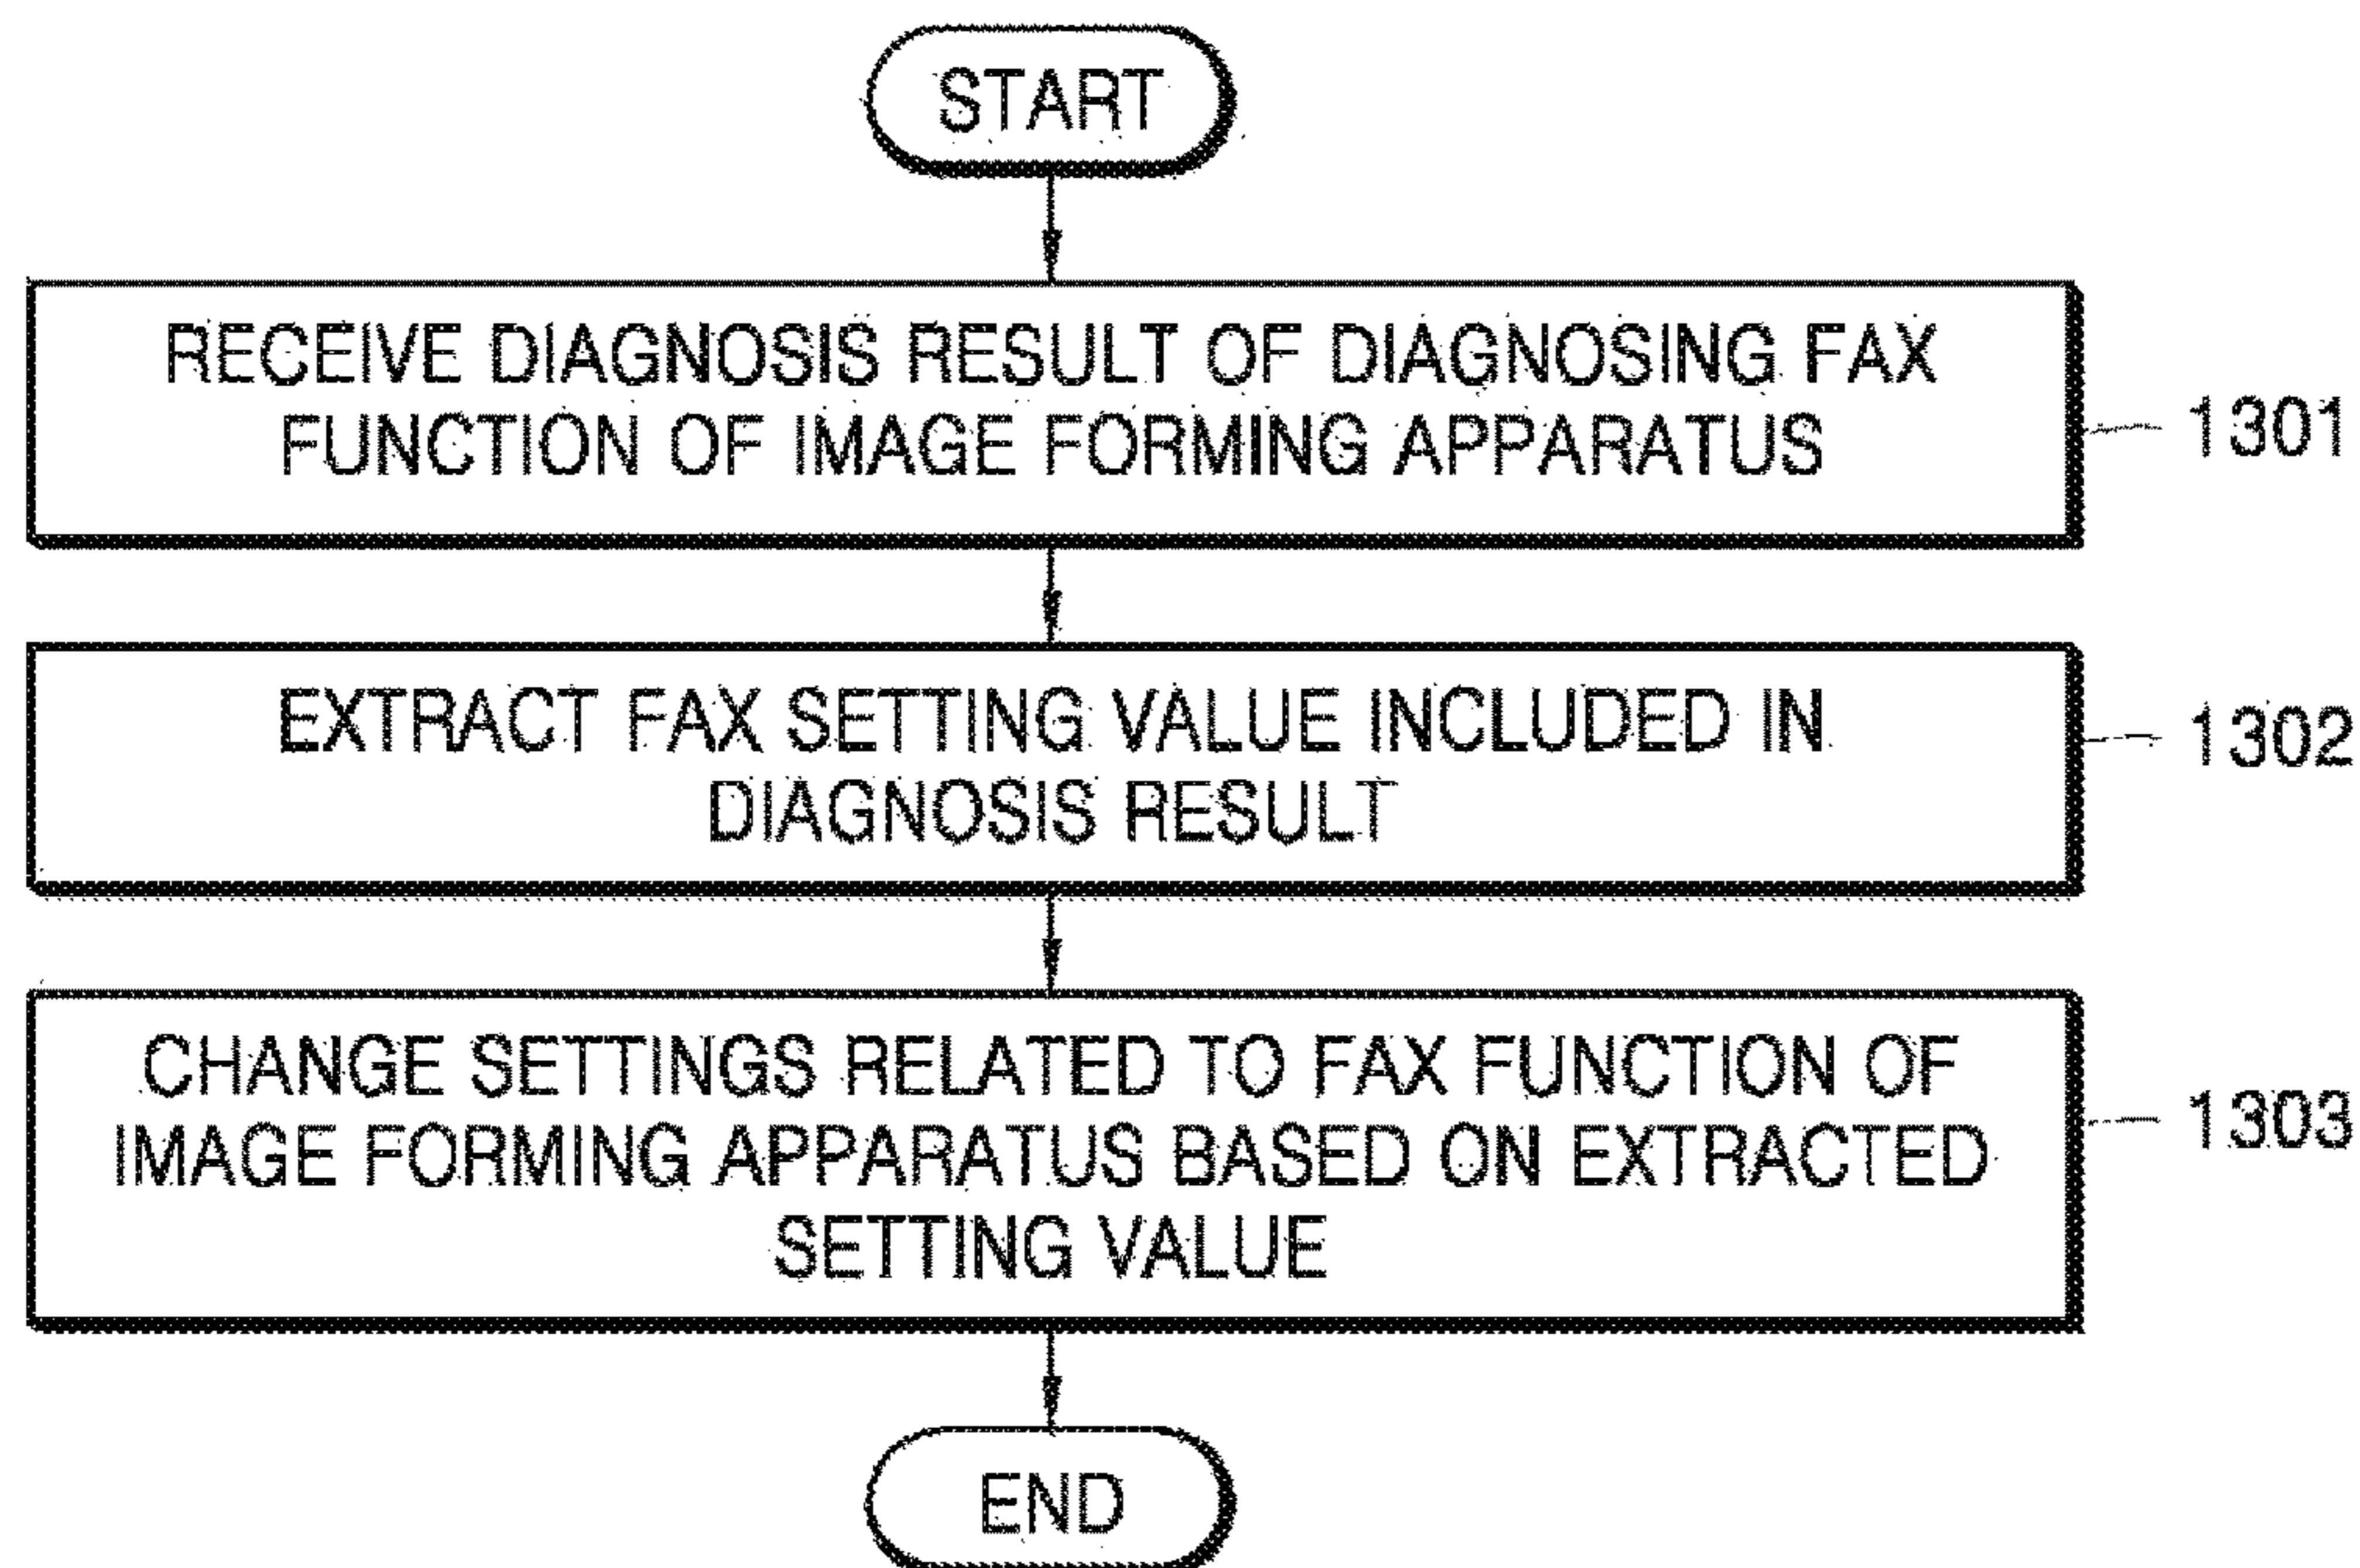 START
RECEIVE DIAGNOSIS RESULT OF DIAGNOSING FAX
FUNCTION OF IMAGE FORMING APPARATUS
1301
EXTRACT FAX SETTING VALUE INCLUDED IN
DIAGNOSIS RESULT
1302
CHANGE SETTINGS RELATED TO FAX FUNCTION OF
IMAGE FORMING APPARATUS BASED ON EXTRACTED
SETTING VALUE
1303
END